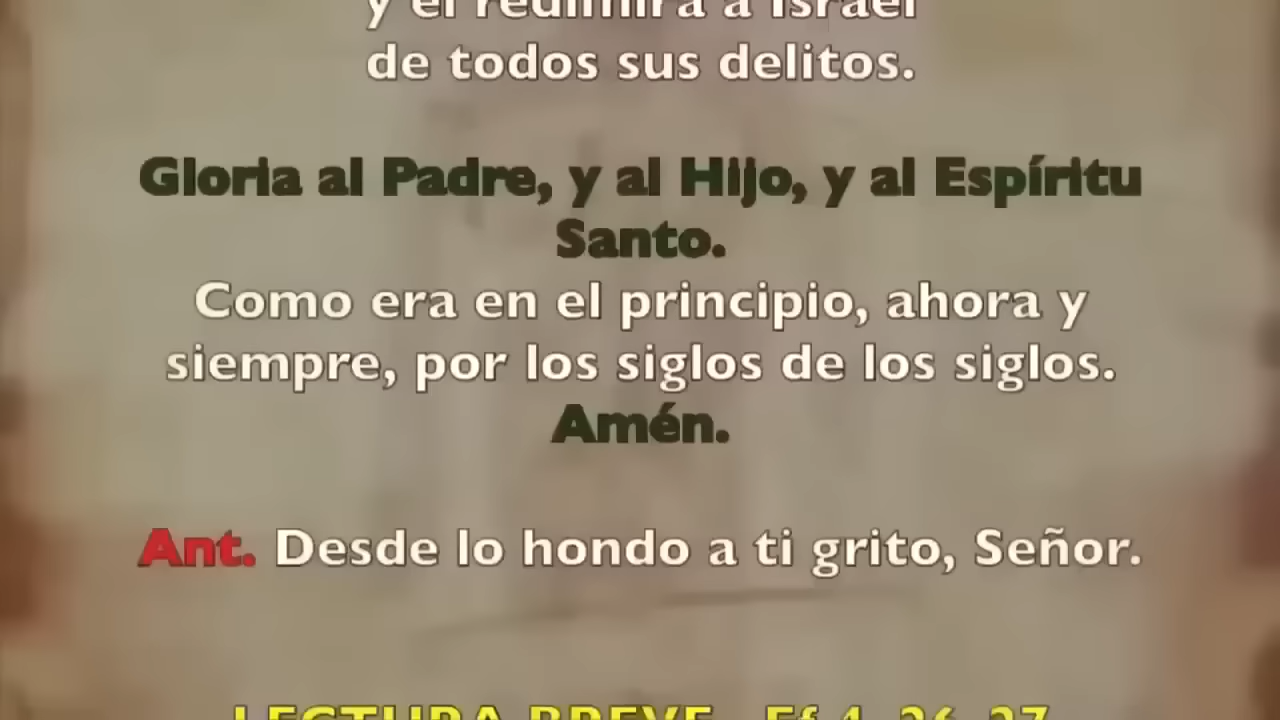 y él redimirá a Israel
de todos sus delitos.
Gloria al Padre, y al Hijo, y al Espíritu
Santo.
Como era en el principio, ahora y
siempre, por los siglos de los siglos.
Amén.
Ant. Desde lo hondo a ti grito, Señor.
LECTURA BREVE Ef 4, 26-27